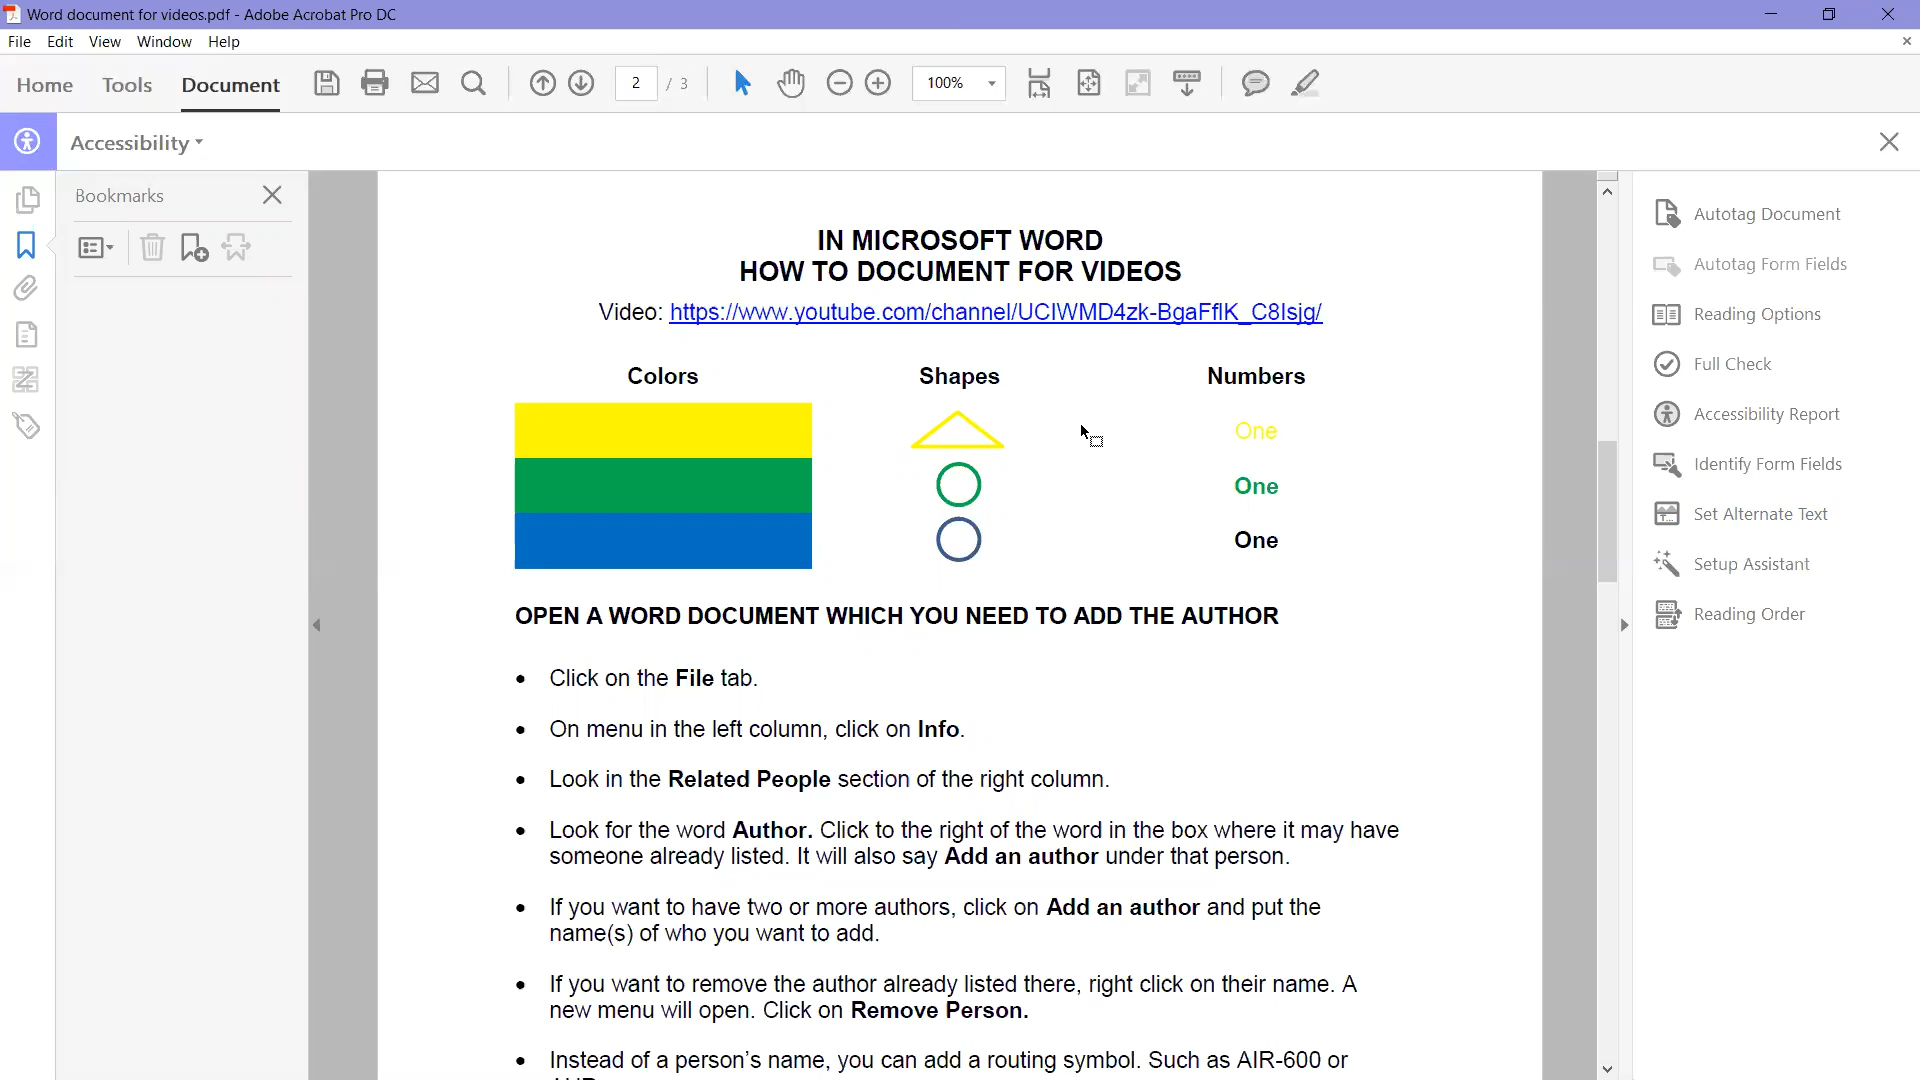 Word document for videos.pdf - Adobe Acrobat Pro DC
File Edit View Window Help
Home Tools Document 2 / 3 100%
Accessibility
Bookmarks
IN MICROSOFT WORD
HOW TO DOCUMENT FOR VIDEOS
Video: https://www.youtube.com/channel/UCIWMD4zk-BgaFflK_C8Isjg/
Colors Shapes Numbers
One
One
One
OPEN A WORD DOCUMENT WHICH YOU NEED TO ADD THE AUTHOR
• Click on the File tab.
• On menu in the left column, click on Info.
• Look in the Related People section of the right column.
• Look for the word Author. Click to the right of the word in the box where it may have
someone already listed. It will also say Add an author under that person.
• If you want to have two or more authors, click on Add an author and put the
name(s) of who you want to add.
• If you want to remove the author already listed there, right click on their name. A
new menu will open. Click on Remove Person.
• Instead of a person's name, you can add a routing symbol. Such as AIR-600 or
Autotag Document
Autotag Form Fields
Reading Options
Full Check
Accessibility Report
Identify Form Fields
Set Alternate Text
Setup Assistant
Reading Order